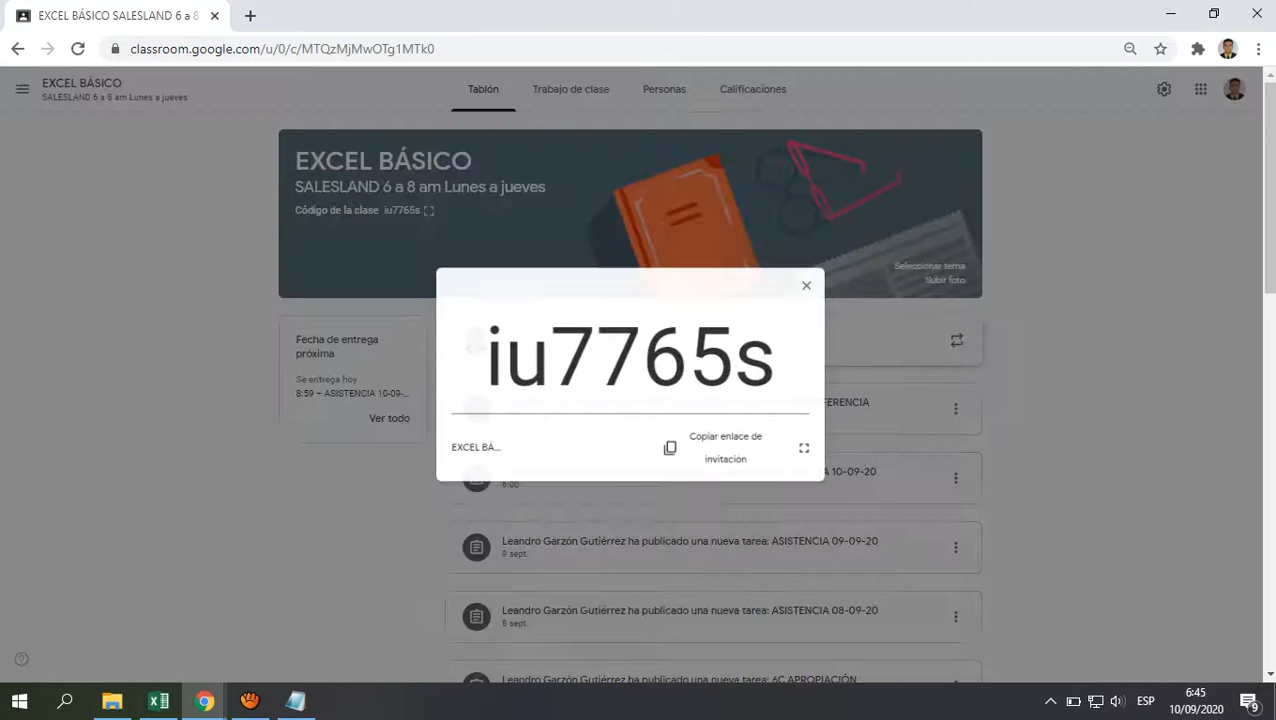 EXCEL BÁSICO SALESLAND 6 a 8
classroom.google.com/u/0/c/MTQzMjMwOTg1MTk0
EXCEL BÁSICO
SALESLAND 6 a 8 am Lunes a jueves
Tablón
Trabajo de clase
Personas
Calificaciones
EXCEL BÁSICO
SALESLAND 6 a 8 am Lunes a jueves
Código de la clase iu7765s
Seleccionar tema
Subir foto
iu7765s
EXCEL BÁ...
Copiar enlace de
invitación
Fecha de entrega
próxima
Se entrega hoy
8:59 – ASISTENCIA 10-09-...
Ver todo
FERENCIA
IA 10-09-20
6:00
Leandro Garzón Gutiérrez ha publicado una nueva tarea: ASISTENCIA 09-09-20
9 sept.
Leandro Garzón Gutiérrez ha publicado una nueva tarea: ASISTENCIA 08-09-20
8 sept.
Leandro Garzón Gutiérrez ha publicado una nueva tarea: 6C APROPIACIÓN
ESP
6:45
10/09/2020
9